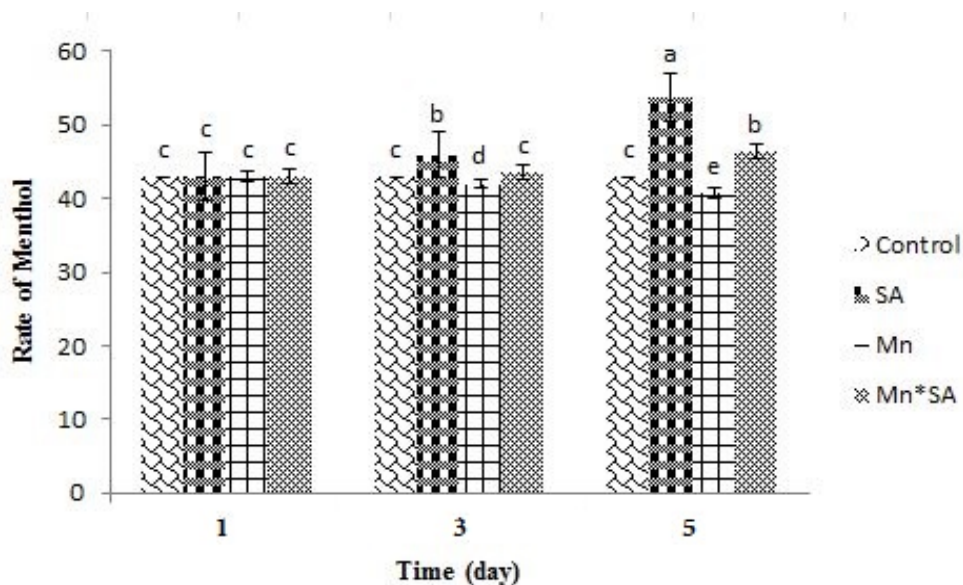 60
50
40
30
20
10
0
Rate of Menthol
c c c c
c b d c
c a e b
1 3 5
Time (day)
Control
SA
Mn
Mn*SA